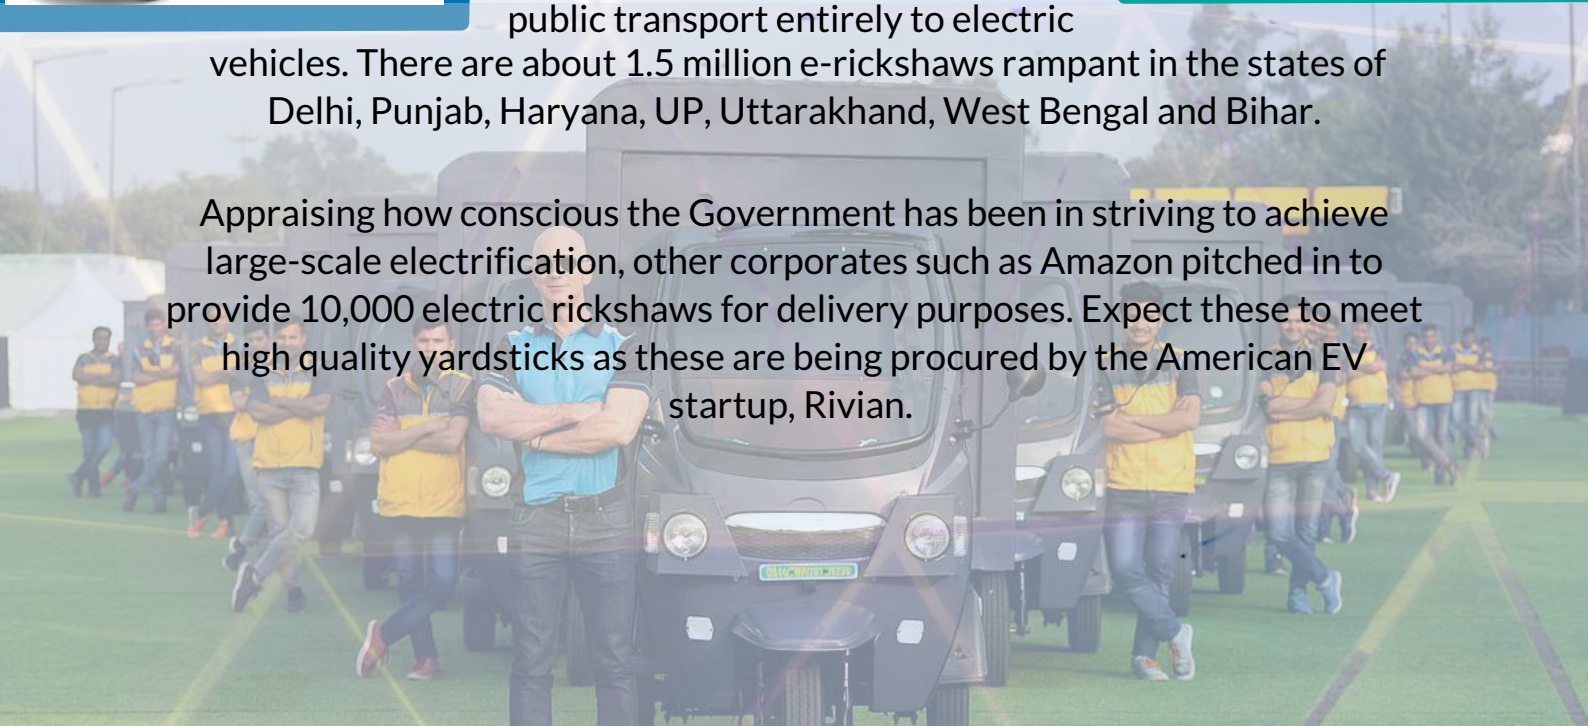 public transport entirely to electric
vehicles. There are about 1.5 million e-rickshaws rampant in the states of
Delhi, Punjab, Haryana, UP, Uttarakhand, West Bengal and Bihar.
Appraising how conscious the Government has been in striving to achieve
large-scale electrification, other corporates such as Amazon pitched in to
provide 10,000 electric rickshaws for delivery purposes. Expect these to meet
high quality yardsticks as these are being procured by the American EV
startup, Rivian.